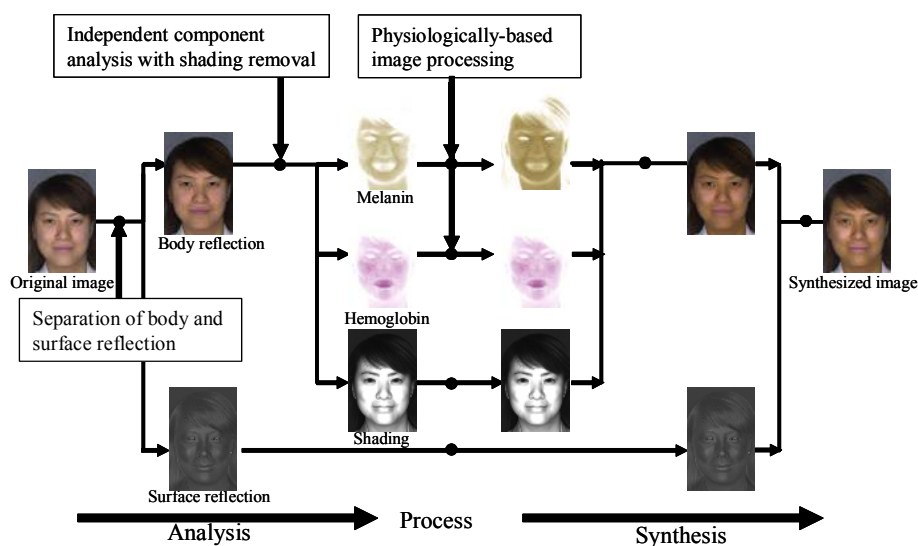 Independent component
analysis with shading removal
Physiologically-based
image processing
Melanin
Body reflection
Original image
Synthesized image
Separation of body and
surface reflection
Hemoglobin
Shading
Surface reflection
Analysis
Process
Synthesis